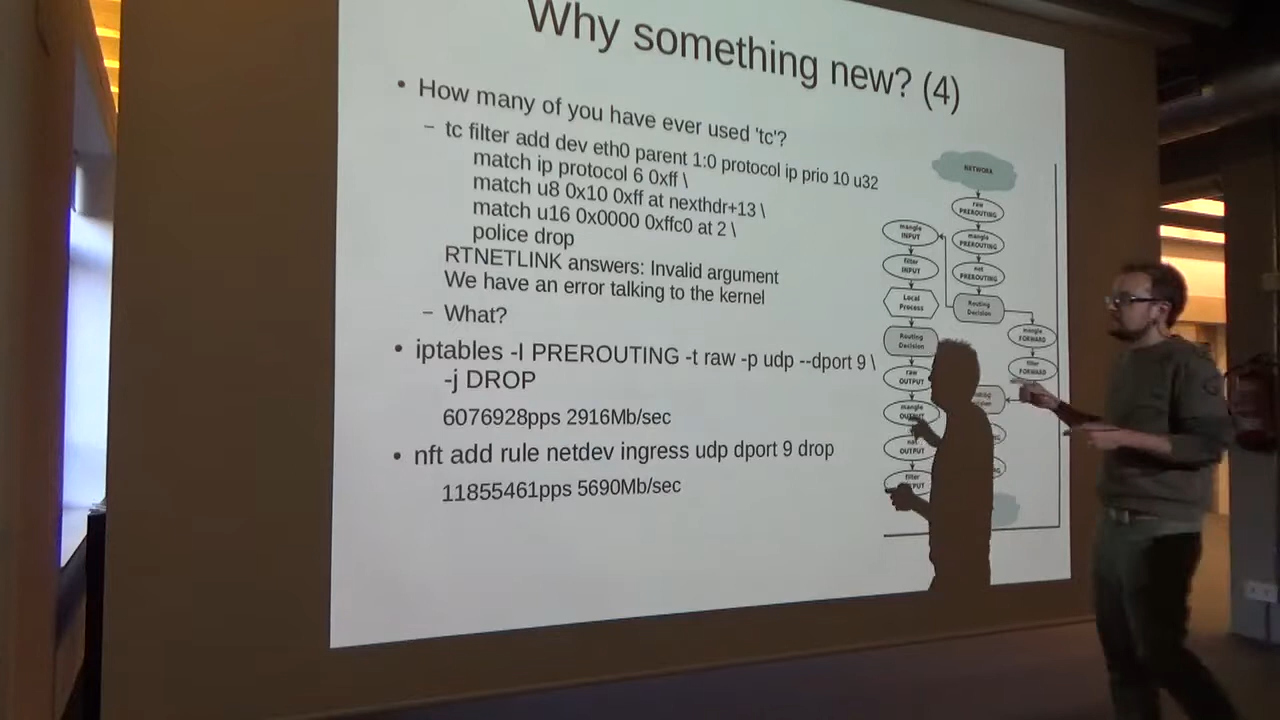 Why something new? (4)
• How many of you have ever used 'tc'?
– tc filter add dev eth0 parent 1:0 protocol ip prio 10 u32
match ip protocol 6 0xff \
match u8 0x10 0xff at nexthdr+13 \
match u16 0x0000 0xffc0 at 2 \
police drop
RTNETLINK answers: Invalid argument
We have an error talking to the kernel
– What?
• iptables -I PREROUTING -t raw -p udp --dport 9 \
-j DROP
6076928pps 2916Mb/sec
• nft add rule netdev ingress udp dport 9 drop
11855461pps 5690Mb/sec
NETWORK
raw
PREROUTING
mangle
PREROUTING
nat
PREROUTING
Routing
Decision
mangle
FORWARD
filter
FORWARD
mangle
INPUT
filter
INPUT
Local
Process
Routing
Decision
raw
OUTPUT
mangle
OUTPUT
nat
OUTPUT
filter